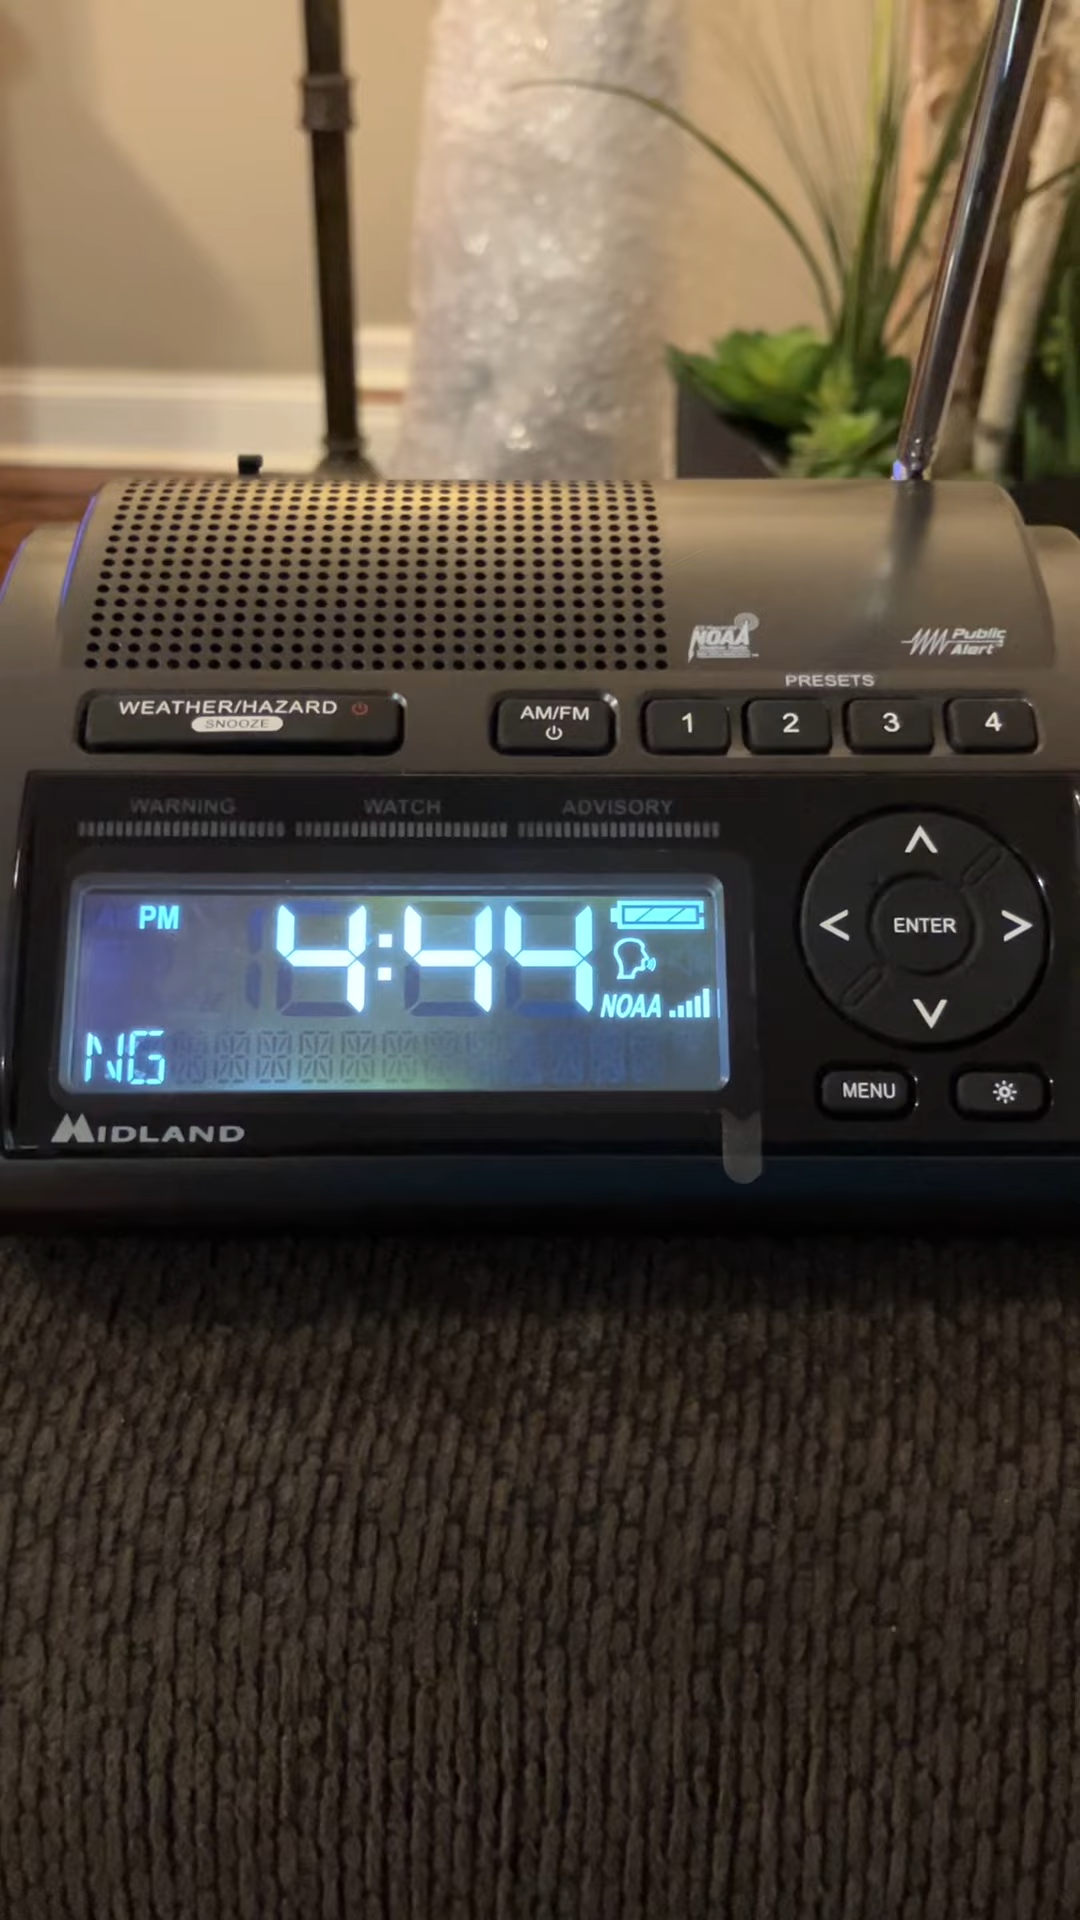 NOAA
Public
Alert
PRESETS
WEATHER/HAZARD
SNOOZE
AM/FM
1
2
3
4
WARNING
WATCH
ADVISORY
PM
4:44
NOAA
NG
ENTER
MENU
MIDLAND